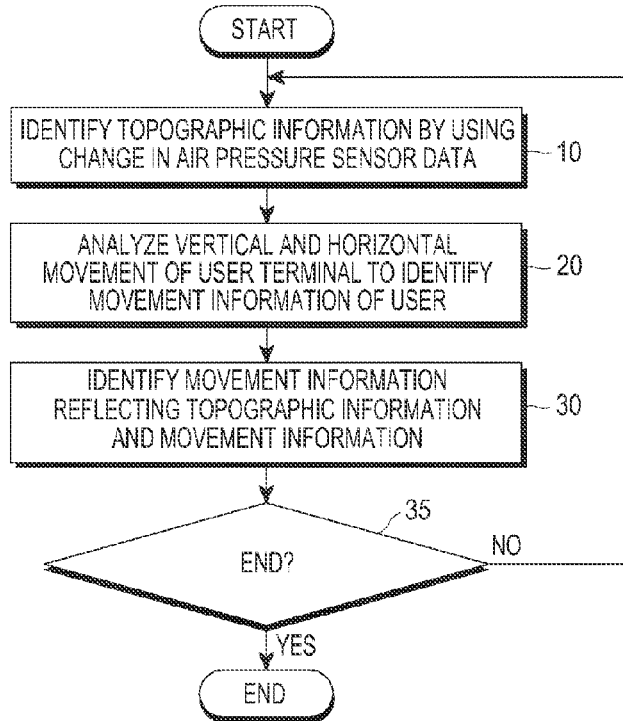 START
IDENTIFY TOPOGRAPHIC INFORMATION BY USING
CHANGE IN AIR PRESSURE SENSOR DATA
10
ANALYZE VERTICAL AND HORIZONTAL
MOVEMENT OF USER TERMINAL TO IDENTIFY
MOVEMENT INFORMATION OF USER
20
IDENTIFY MOVEMENT INFORMATION
REFLECTING TOPOGRAPHIC INFORMATION
AND MOVEMENT INFORMATION
30
35
END?
NO
YES
END